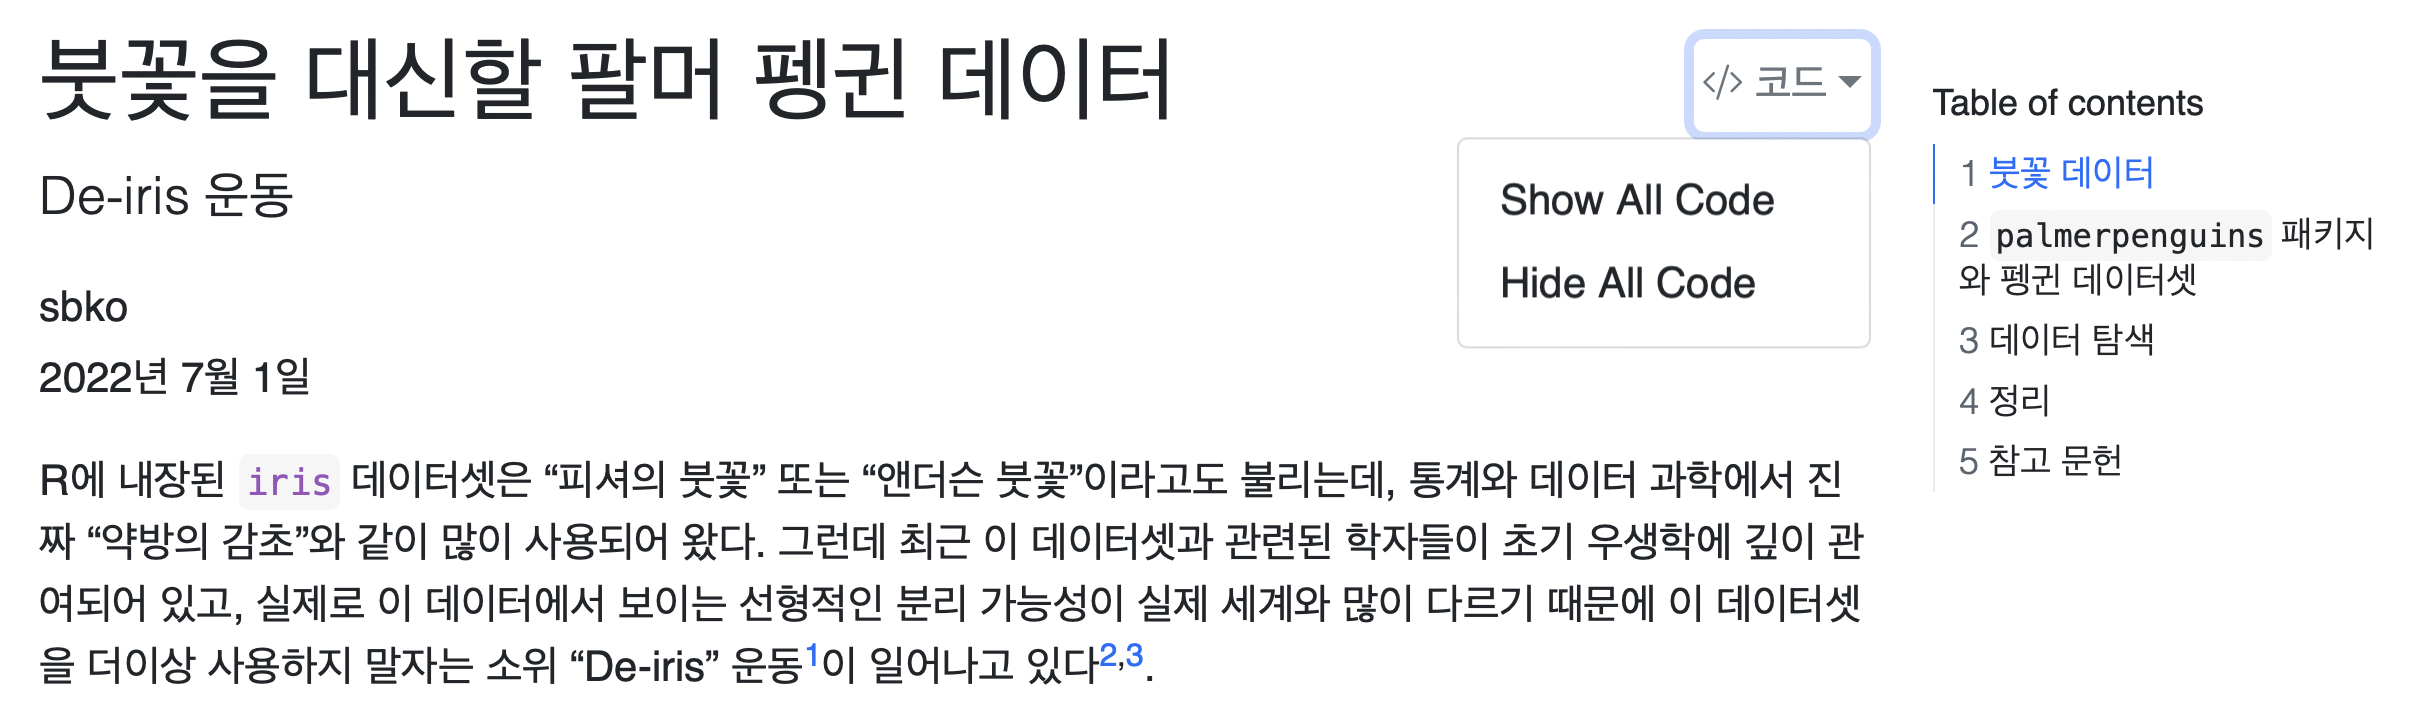 붓꽃을 대신할 팔머 펭귄 데이터
</> 코드
Show All Code
Hide All Code
De-iris 운동
sbko
2022년 7월 1일
R에 내장된 iris 데이터셋은 “피셔의 붓꽃” 또는 “앤더슨 붓꽃”이라고도 불리는데, 통계와 데이터 과학에서 진
짜 “약방의 감초”와 같이 많이 사용되어 왔다. 그런데 최근 이 데이터셋과 관련된 학자들이 초기 우생학에 깊이 관
여되어 있고, 실제로 이 데이터에서 보이는 선형적인 분리 가능성이 실제 세계와 많이 다르기 때문에 이 데이터셋
을 더이상 사용하지 말자는 소위 “De-iris” 운동1이 일어나고 있다2,3.
Table of contents
1 붓꽃 데이터
2 palmerpenguins 패키지
와 펭귄 데이터셋
3 데이터 탐색
4 정리
5 참고 문헌